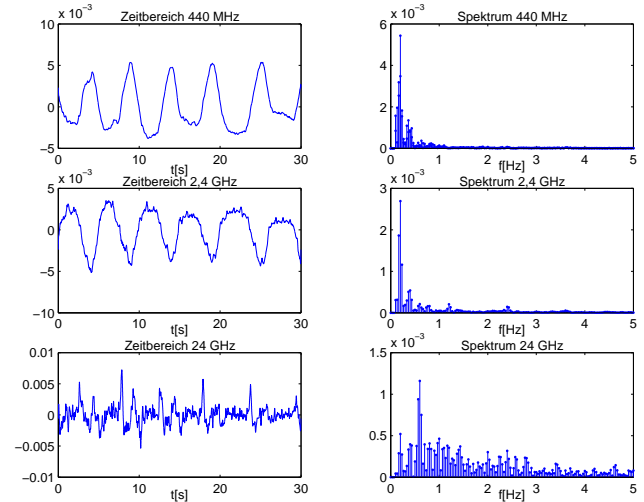 Zeitbereich 440 MHz
x 10⁻³
10
5
0
−5
0 10 20 30
t[s]
Spektrum 440 MHz
x 10⁻³
6
4
2
0
0 1 2 3 4 5
f[Hz]
Zeitbereich 2,4 GHz
x 10⁻³
5
0
−5
−10
0 10 20 30
t[s]
Spektrum 2,4 GHz
x 10⁻³
3
2
1
0
0 1 2 3 4 5
f[Hz]
Zeitbereich 24 GHz
0.01
0.005
0
−0.005
−0.01
0 10 20 30
t[s]
Spektrum 24 GHz
x 10⁻³
1.5
1
0.5
0
0 1 2 3 4 5
f[Hz]